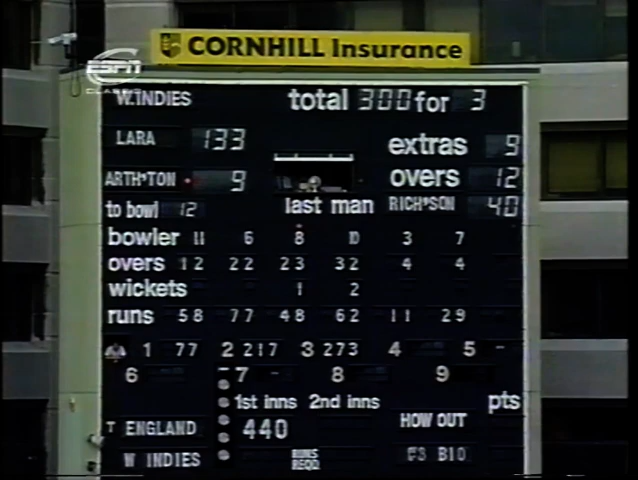 CORNHILL Insurance
ESPN
CLASSIC
W.INDIES total 300 for 3
LARA 133 extras 9
ARTH'TON 9 overs 12
to bowl 12 last man RICH'SON 40
bowler 11 6 8 10 3 7
overs 12 22 23 32 4 4
wickets 1 2
runs 58 77 48 62 11 29
1 77 2 217 3 273 4 5 -
6 7 - 8 9
1st inns 2nd inns pts
T ENGLAND 440 HOW OUT
W INDIES RUNS REQD C3 B10